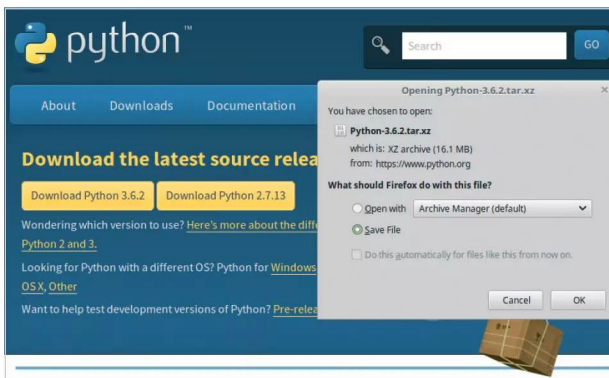 python™
Search
GO
About
Downloads
Documentation
Download the latest source relea
Download Python 3.6.2
Download Python 2.7.13
Wondering which version to use? Here's more about the diff
Python 2 and 3.
Looking for Python with a different OS? Python for Windows
OS X, Other
Want to help test development versions of Python? Pre-relea
Opening Python-3.6.2.tar.xz
×
You have chosen to open:
Python-3.6.2.tar.xz
which is: XZ archive (16.1 MB)
from: https://www.python.org
What should Firefox do with this file?
Open with
Archive Manager (default)
Save File
Do this automatically for files like this from now on.
Cancel
OK